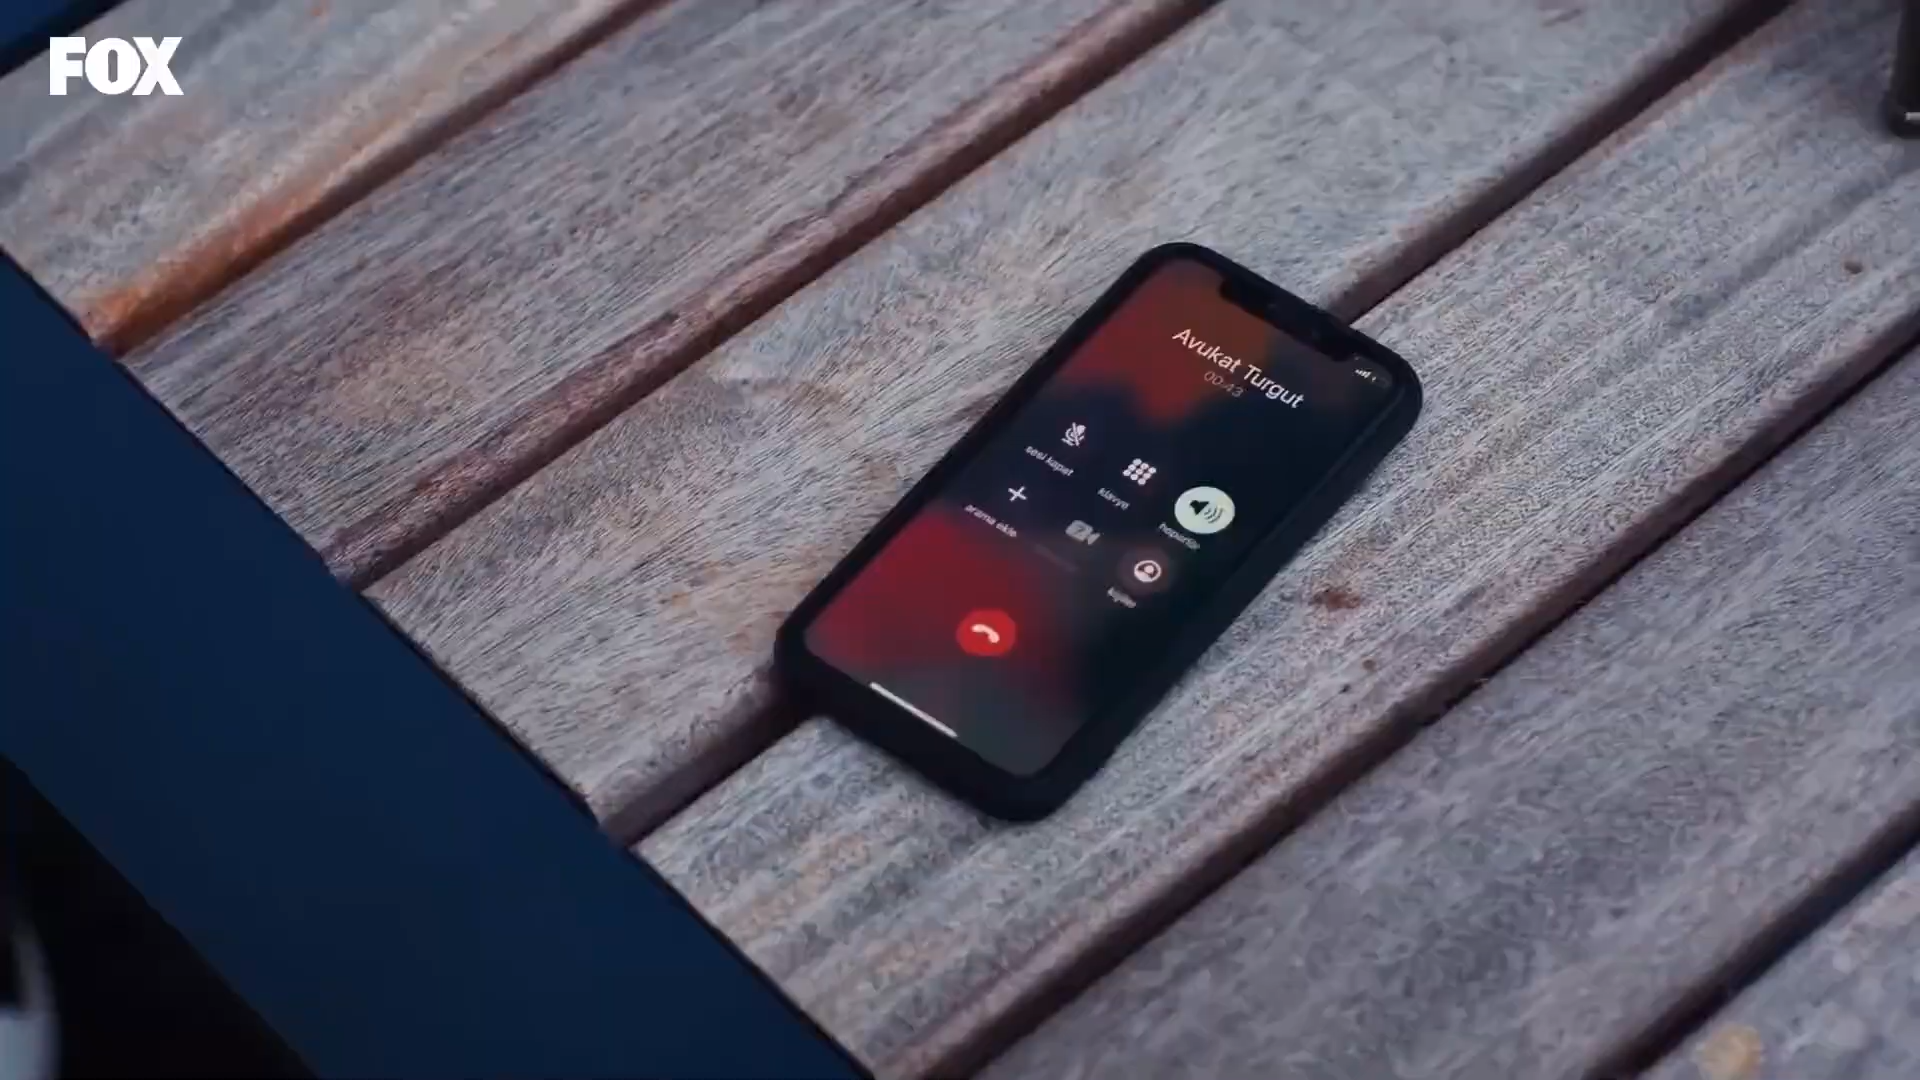 FOX
Avukat Turgut
00:43
sesi kapat
klavye
hoparlör
arama ekle
kişiler